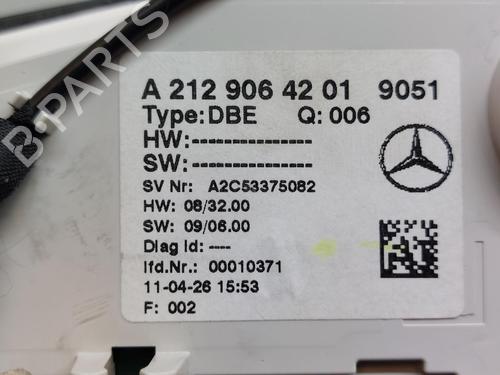 A 212 906 42 01 9051
Type:DBE Q: 006
HW:---------------
SW:---------------
SV Nr: A2C53375082
HW: 08/32.00
SW: 09/06.00
Diag Id: ----
lfd.Nr.: 00010371
11-04-26 15:53
F: 002
B-PARTS